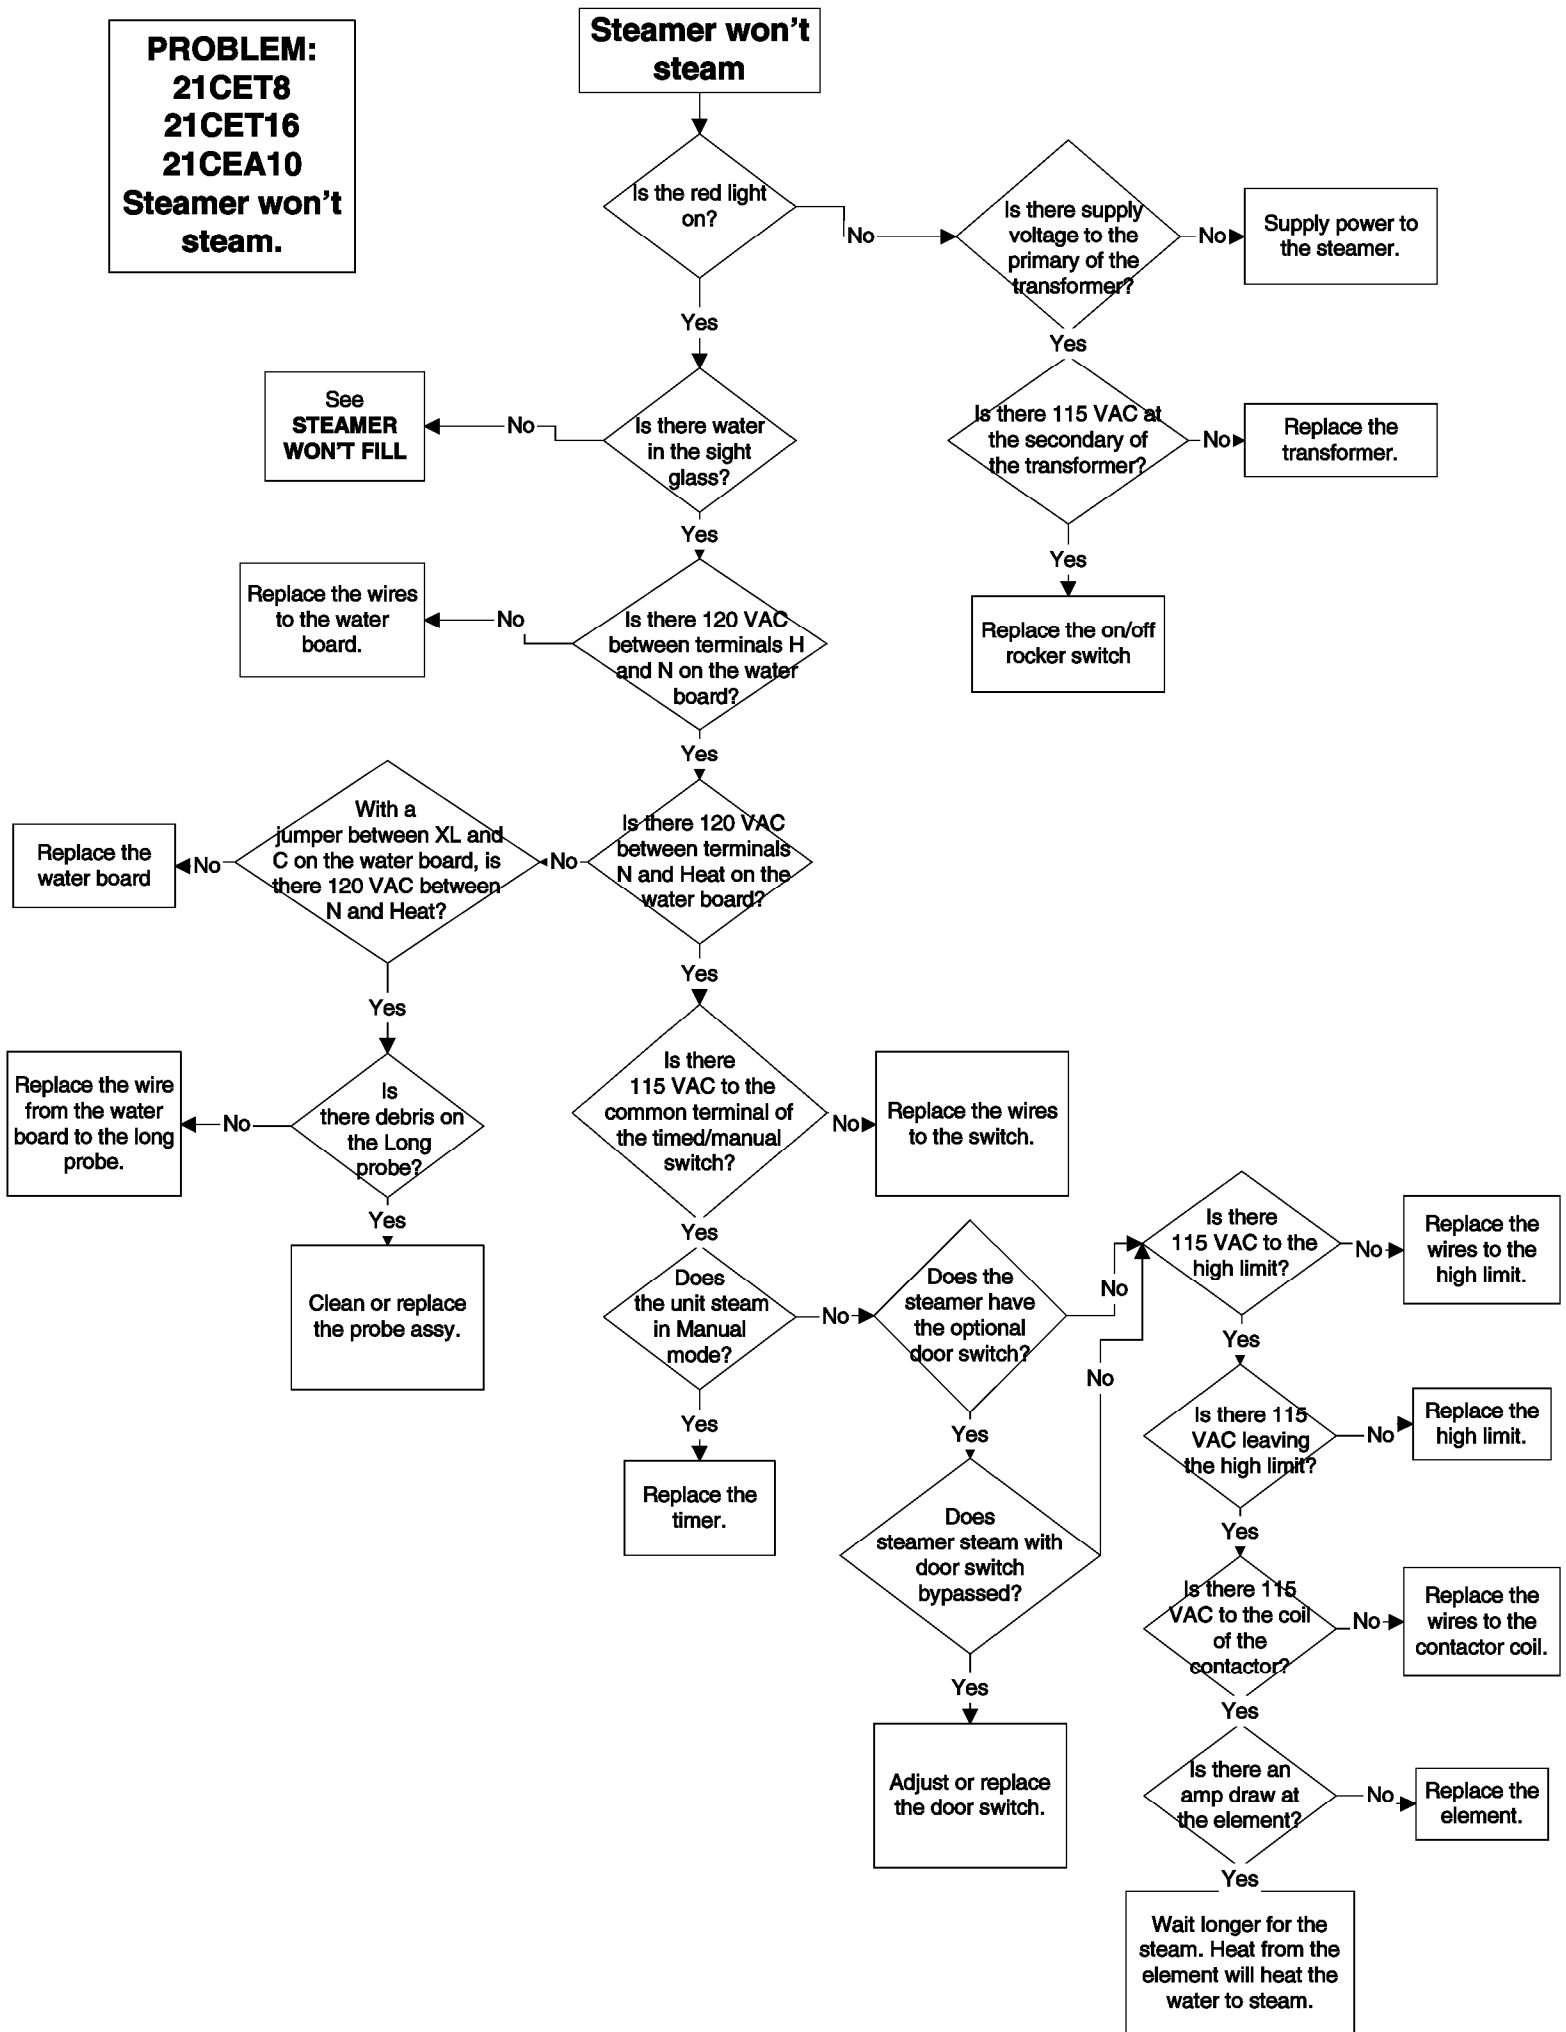 PROBLEM:
21CET8
21CET16
21CEA10
Steamer won't
steam.
Steamer won't
steam
Is the red light
on?
No
Is there supply
voltage to the
primary of the
transformer?
No
Supply power to
the steamer.
Yes
Yes
See
STEAMER
WON'T FILL
No
Is there water
in the sight
glass?
Is there 115 VAC at
the secondary of
the transformer?
No
Replace the
transformer.
Yes
Yes
Replace the on/off
rocker switch
Replace the wires
to the water
board.
No
Is there 120 VAC
between terminals H
and N on the water
board?
Yes
Replace the
water board
No
With a
jumper between XL and
C on the water board, is
there 120 VAC between
N and Heat?
No
Is there 120 VAC
between terminals
N and Heat on the
water board?
Yes
Yes
Replace the wire
from the water
board to the long
probe.
No
Is
there debris on
the Long
probe?
Yes
Clean or replace
the probe assy.
Is there
115 VAC to the
common terminal of
the timed/manual
switch?
No
Replace the wires
to the switch.
Yes
Does
the unit steam
in Manual
mode?
No
Does the
steamer have
the optional
door switch?
No
Is there
115 VAC to the
high limit?
No
Replace the
wires to the
high limit.
Yes
Replace the
timer.
Yes
Does
steamer steam with
door switch
bypassed?
No
Yes
Adjust or replace
the door switch.
Yes
Is there 115
VAC leaving
the high limit?
No
Replace the
high limit.
Yes
Is there 115
VAC to the coil
of the
contactor?
No
Replace the
wires to the
contactor coil.
Yes
Is there an
amp draw at
the element?
No
Replace the
element.
Yes
Wait longer for the
steam. Heat from the
element will heat the
water to steam.